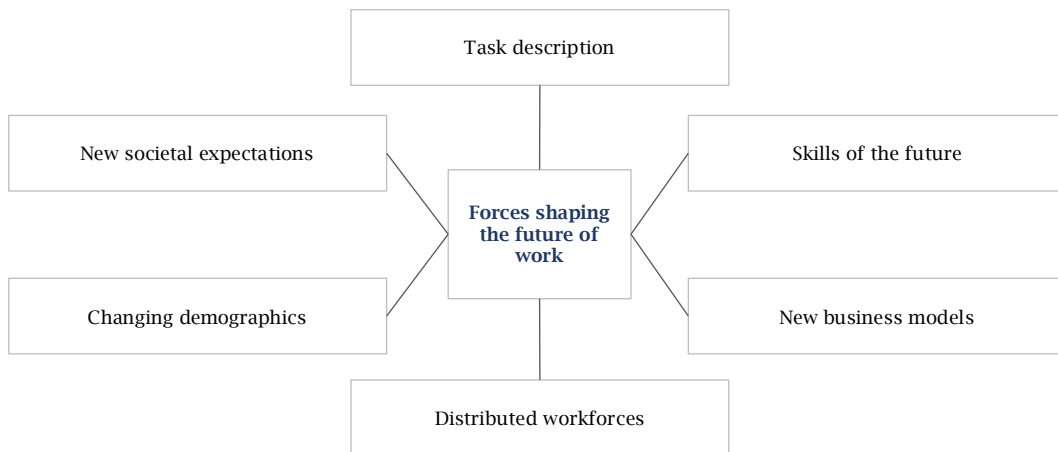 Task description
New societal expectations
Skills of the future
Forces shaping
the future of
work
Changing demographics
New business models
Distributed workforces